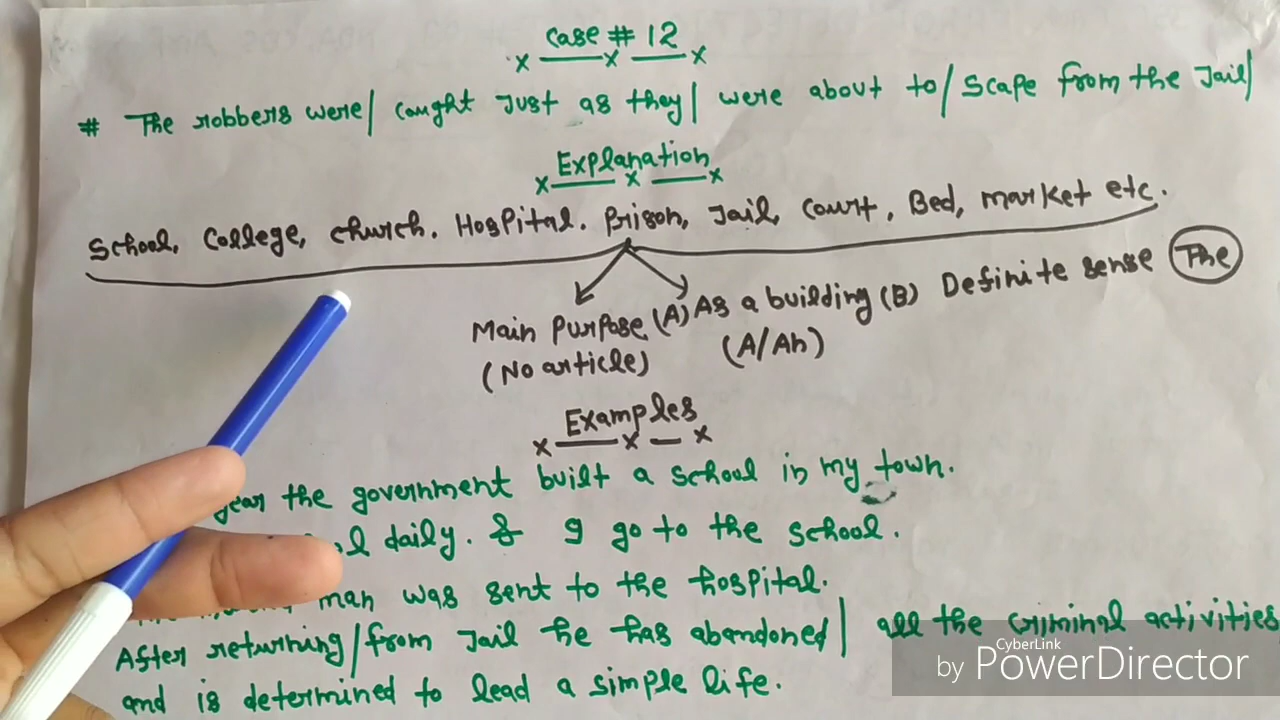 Case # 12
# The robbers were/ caught Just as they/ were about to/ Scape from the Jail/
Explanation
School, College, church, Hospital, Prison, Jail, Court, Bed, market etc.
Main Purpose (A) As a building (B) Definite sense The
(No article) (A/An)
Examples
year the government built a school in my town.
daily. & I go to the school.
man was sent to the hospital.
After returning/ from Jail he has abandoned/ all the criminal activities
and is determined to lead a simple life.
CyberLink
by PowerDirector